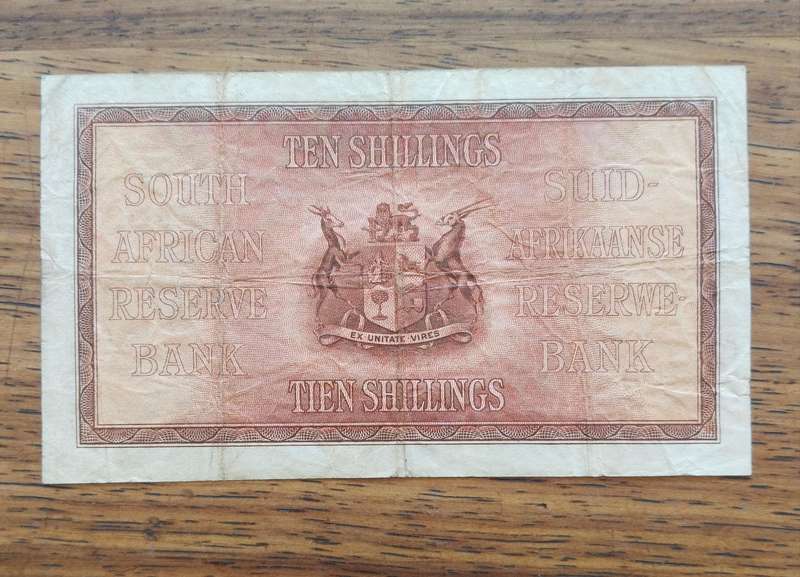 TEN SHILLINGS
SOUTH
AFRICAN
RESERVE
BANK
SUID-
AFRIKAANSE
RESERWE-
BANK
EX UNITATE VIRES
TIEN SHILLINGS